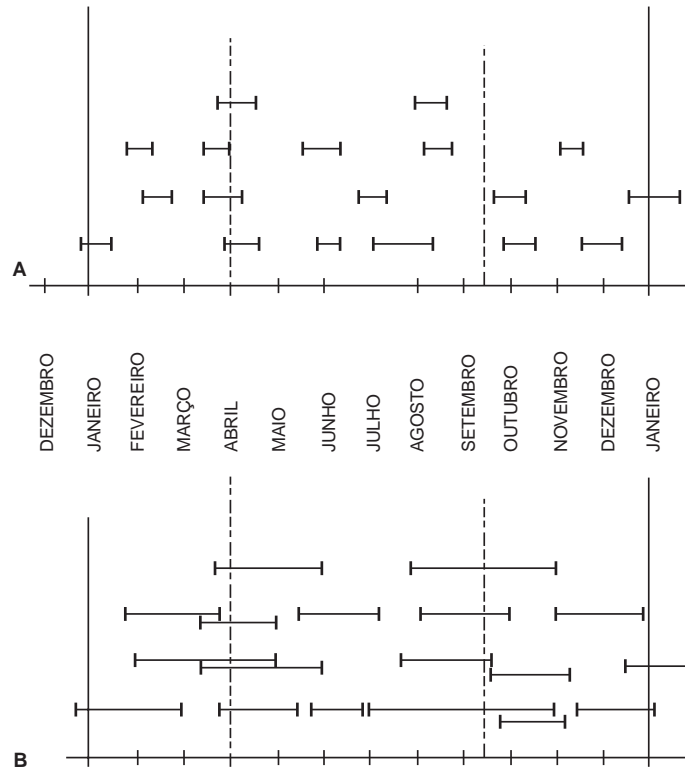 A
DEZEMBRO
JANEIRO
FEVEREIRO
MARÇO
ABRIL
MAIO
JUNHO
JULHO
AGOSTO
SETEMBRO
OUTUBRO
NOVEMBRO
DEZEMBRO
JANEIRO
B